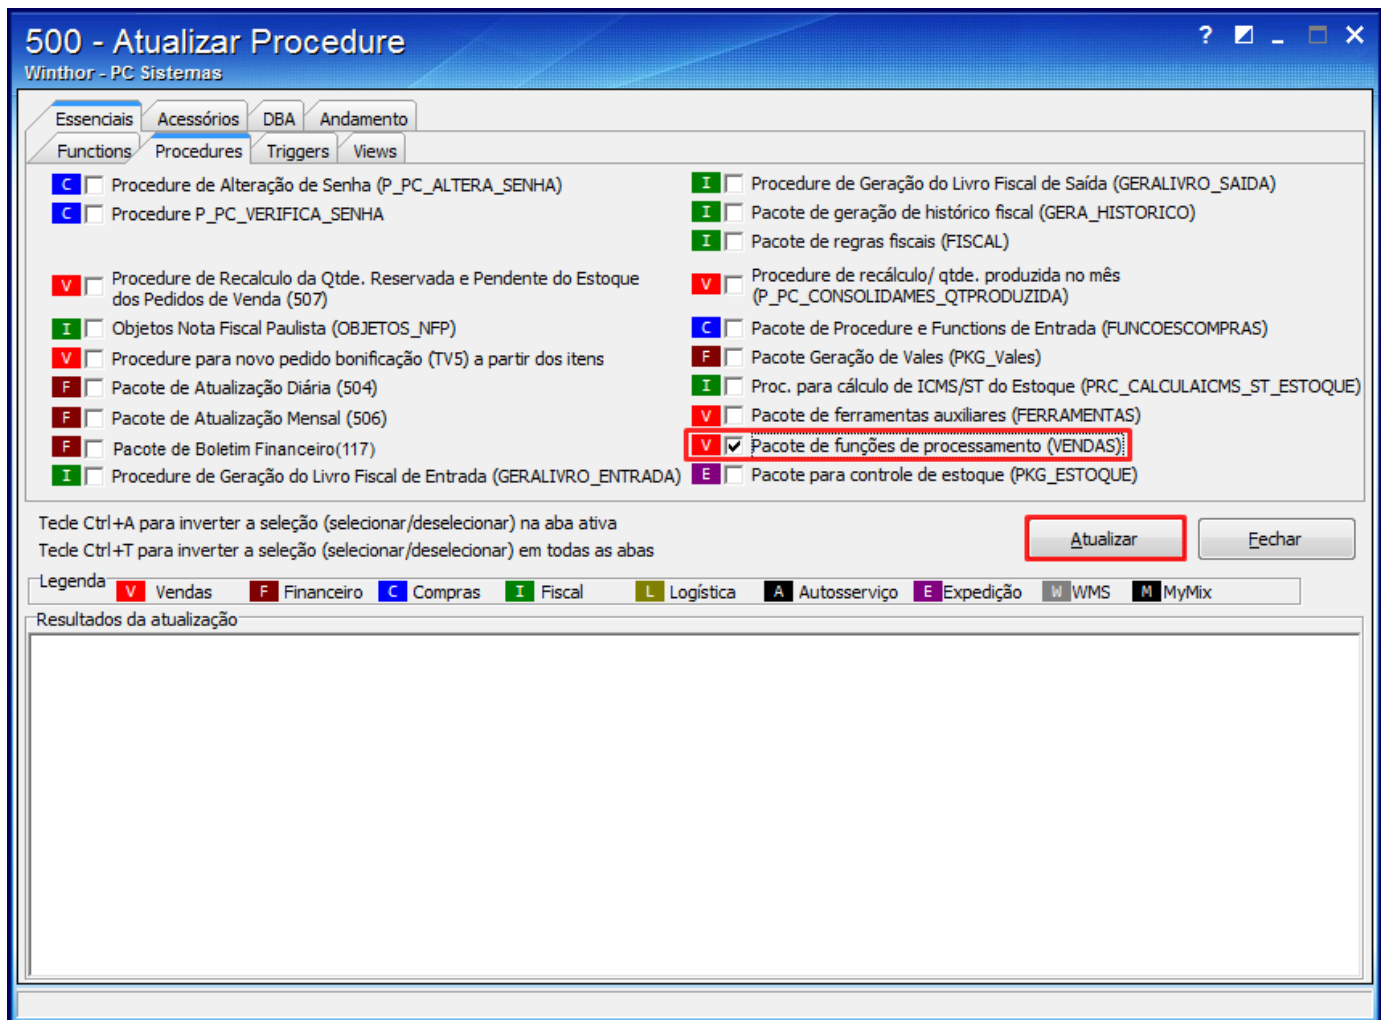 500 - Atualizar Procedure
Winthor - PC Sistemas
?
Essenciais Acessórios DBA Andamento
Functions Procedures Triggers Views
C Procedure de Alteração de Senha (P_PC_ALTERA_SENHA)
C Procedure P_PC_VERIFICA_SENHA
V Procedure de Recalculo da Qtde. Reservada e Pendente do Estoque
dos Pedidos de Venda (507)
I Objetos Nota Fiscal Paulista (OBJETOS_NFP)
V Procedure para novo pedido bonificação (TV5) a partir dos itens
F Pacote de Atualização Diária (504)
F Pacote de Atualização Mensal (506)
F Pacote de Boletim Financeiro(117)
I Procedure de Geração do Livro Fiscal de Entrada (GERALIVRO_ENTRADA)
I Procedure de Geração do Livro Fiscal de Saída (GERALIVRO_SAIDA)
I Pacote de geração de histórico fiscal (GERA_HISTORICO)
I Pacote de regras fiscais (FISCAL)
V Procedure de recálculo/ qtde. produzida no mês
(P_PC_CONSOLIDAMES_QTPRODUZIDA)
C Pacote de Procedure e Functions de Entrada (FUNCOESCOMPRAS)
F Pacote Geração de Vales (PKG_Vales)
I Proc. para cálculo de ICMS/ST do Estoque (PRC_CALCULAICMS_ST_ESTOQUE)
V Pacote de ferramentas auxiliares (FERRAMENTAS)
V Pacote de funções de processamento (VENDAS)
E Pacote para controle de estoque (PKG_ESTOQUE)
Tecle Ctrl+A para inverter a seleção (selecionar/deselecionar) na aba ativa
Tecle Ctrl+T para inverter a seleção (selecionar/deselecionar) em todas as abas
Atualizar Fechar
Legenda
V Vendas F Financeiro C Compras I Fiscal L Logística A Autosserviço E Expedição W WMS M MyMix
Resultados da atualização